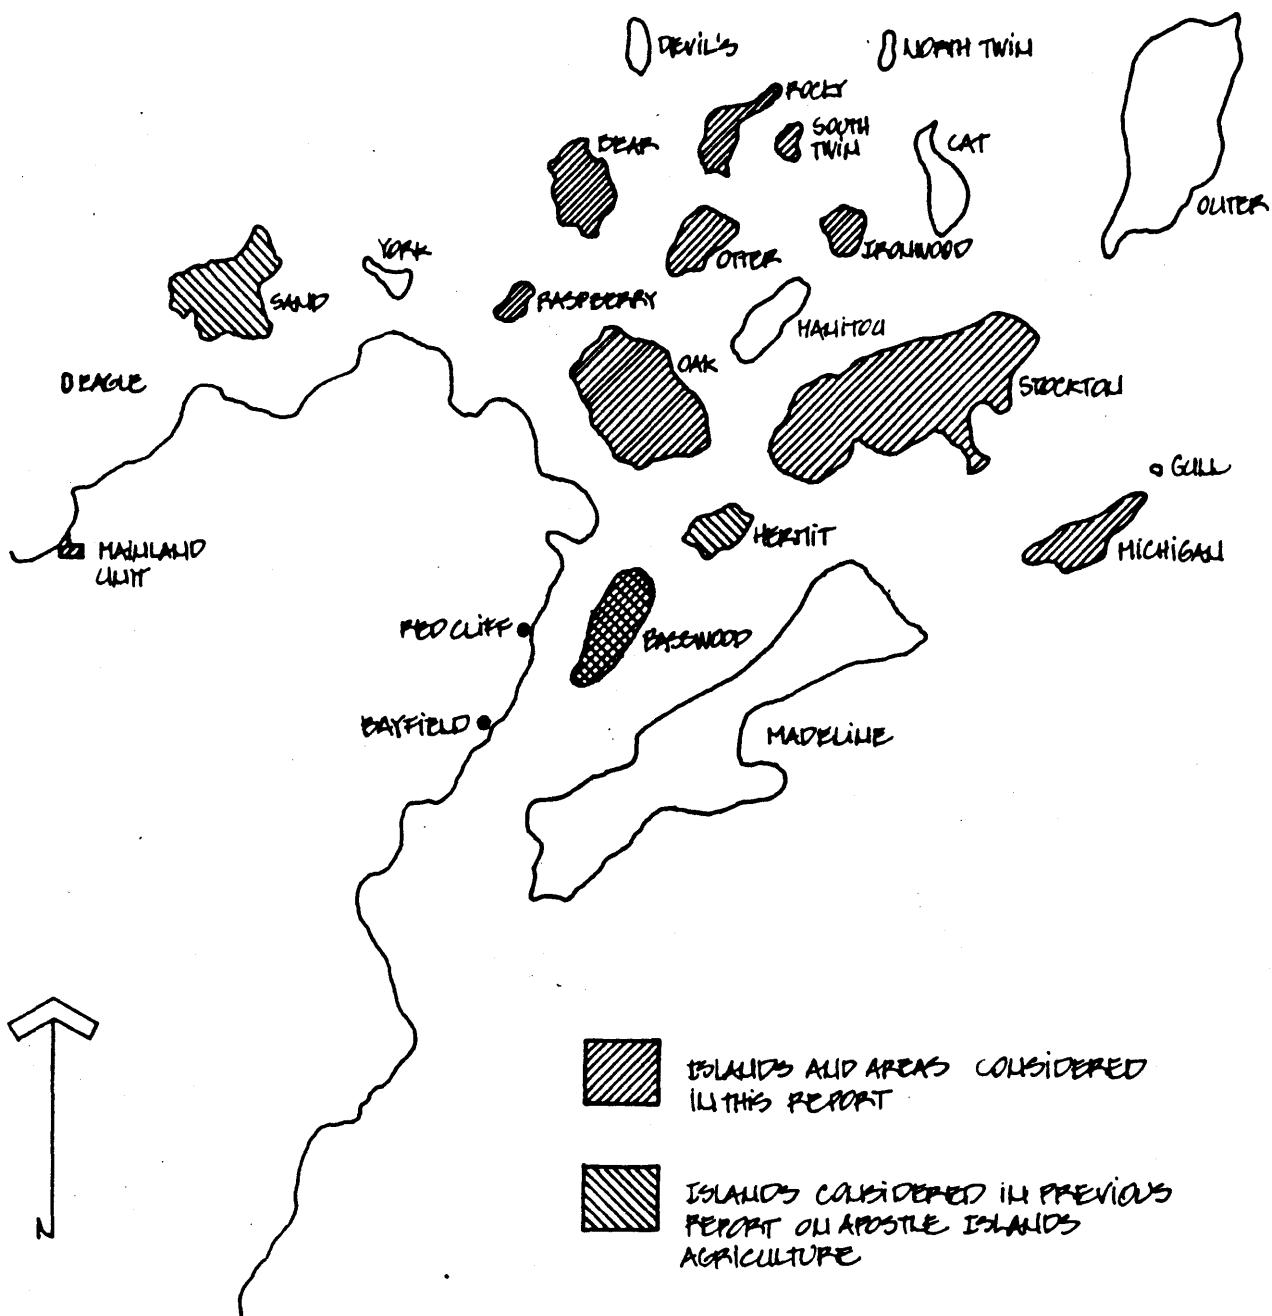 DEVIL'S
NORTH TWIN
ROCKY
SOUTH
TWIN
BEAR
CAT
OUTER
YORK
OTTER
IRONWOOD
SAND
RASPBERRY
MANITOU
OAK
EAGLE
STOCKTON
GULL
HERMIT
MICHIGAN
MAINLAND
UNIT
RED CLIFF
BASSWOOD
BAYFIELD
MADELINE
ISLANDS AND AREAS CONSIDERED
IN THIS REPORT
ISLANDS CONSIDERED IN PREVIOUS
REPORT ON APOSTLE ISLANDS
AGRICULTURE
N